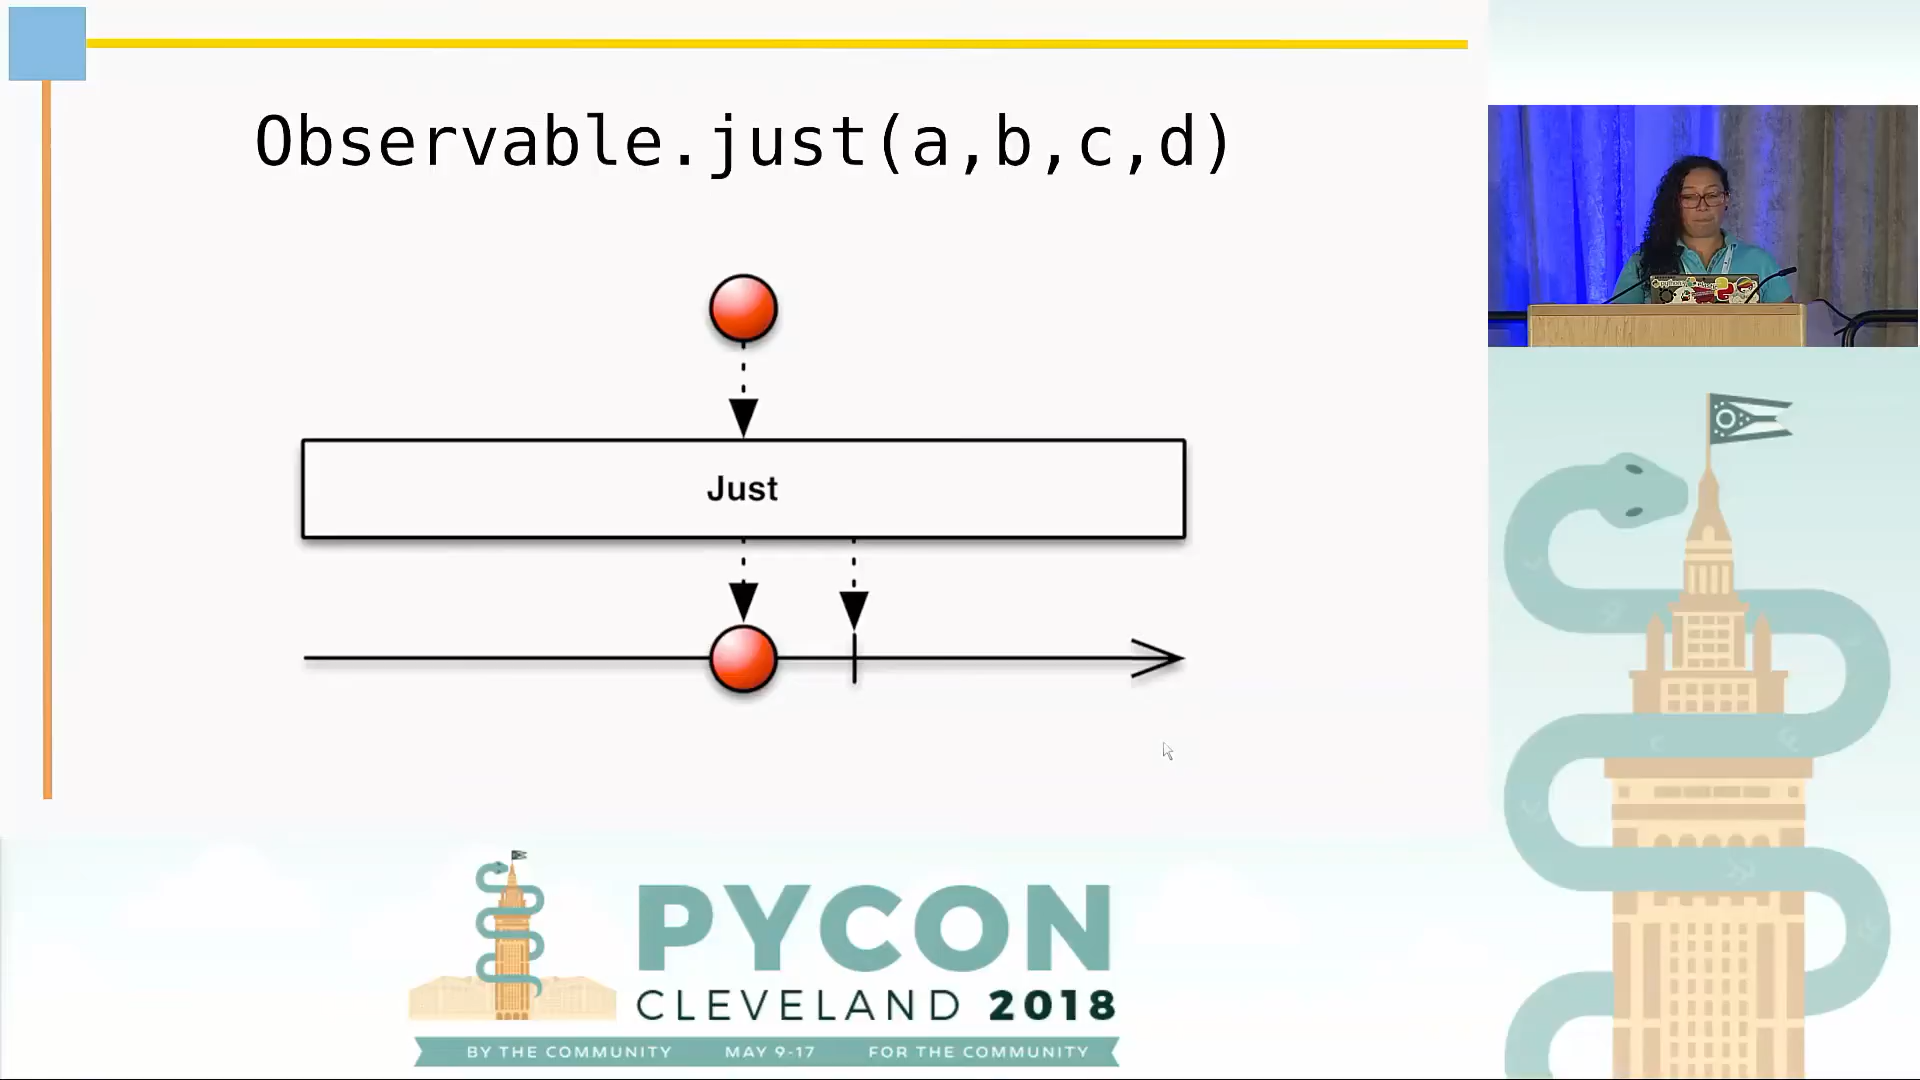 Observable.just(a,b,c,d)
Just
PYCON
CLEVELAND 2018
BY THE COMMUNITY MAY 9-17 FOR THE COMMUNITY